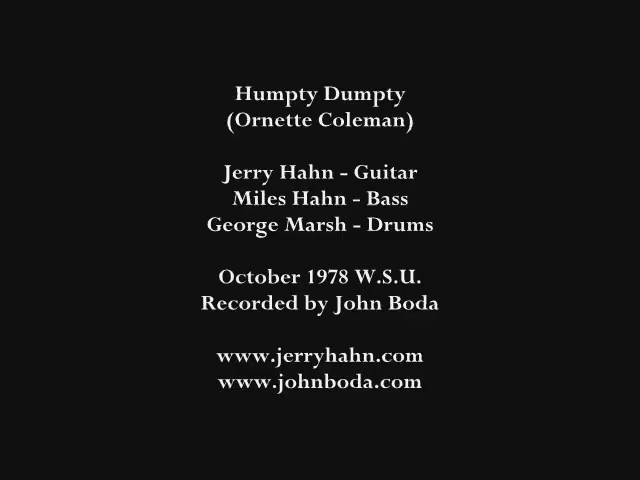 Humpty Dumpty
(Ornette Coleman)
Jerry Hahn - Guitar
Miles Hahn - Bass
George Marsh - Drums
October 1978 W.S.U.
Recorded by John Boda
www.jerryhahn.com
www.johnboda.com